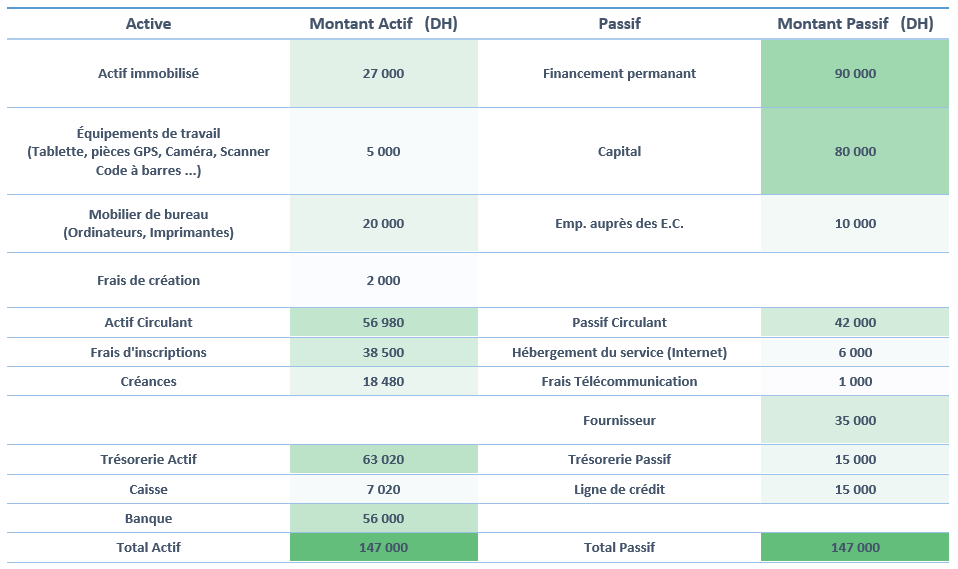 Active Montant Actif (DH) Passif Montant Passif (DH)
Actif immobilisé 27 000 Financement permanant 90 000
Équipements de travail
(Tablette, pièces GPS, Caméra, Scanner 5 000 Capital 80 000
Code à barres ...)
Mobilier de bureau
(Ordinateurs, Imprimantes) 20 000 Emp. auprès des E.C. 10 000
Frais de création 2 000
Actif Circulant 56 980 Passif Circulant 42 000
Frais d'inscriptions 38 500 Hébergement du service (Internet) 6 000
Créances 18 480 Frais Télécommunication 1 000
Fournisseur 35 000
Trésorerie Actif 63 020 Trésorerie Passif 15 000
Caisse 7 020 Ligne de crédit 15 000
Banque 56 000
Total Actif 147 000 Total Passif 147 000